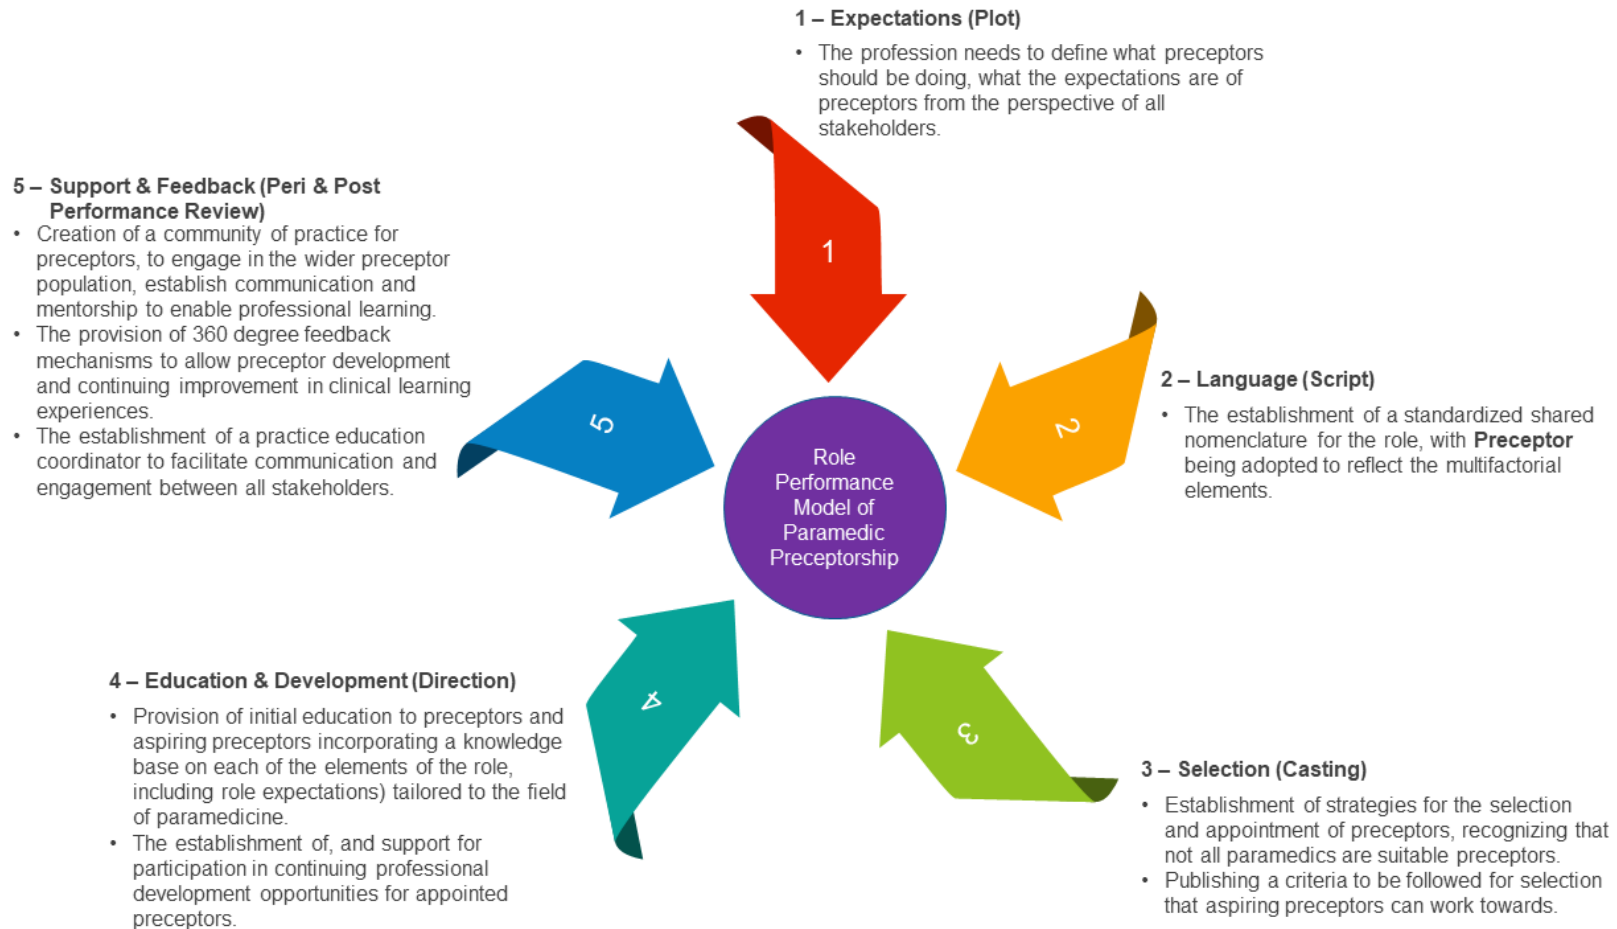 1 – Expectations (Plot)
• The profession needs to define what preceptors
should be doing, what the expectations are of
preceptors from the perspective of all
stakeholders.
1
2 – Language (Script)
• The establishment of a standardized shared
nomenclature for the role, with Preceptor
being adopted to reflect the multifactorial
elements.
2
3 – Selection (Casting)
• Establishment of strategies for the selection
and appointment of preceptors, recognizing that
not all paramedics are suitable preceptors.
• Publishing a criteria to be followed for selection
that aspiring preceptors can work towards.
3
4 – Education & Development (Direction)
• Provision of initial education to preceptors and
aspiring preceptors incorporating a knowledge
base on each of the elements of the role,
including role expectations) tailored to the field
of paramedicine.
• The establishment of, and support for
participation in continuing professional
development opportunities for appointed
preceptors.
4
5 – Support & Feedback (Peri & Post
Performance Review)
• Creation of a community of practice for
preceptors, to engage in the wider preceptor
population, establish communication and
mentorship to enable professional learning.
• The provision of 360 degree feedback
mechanisms to allow preceptor development
and continuing improvement in clinical learning
experiences.
• The establishment of a practice education
coordinator to facilitate communication and
engagement between all stakeholders.
5
Role
Performance
Model of
Paramedic
Preceptorship